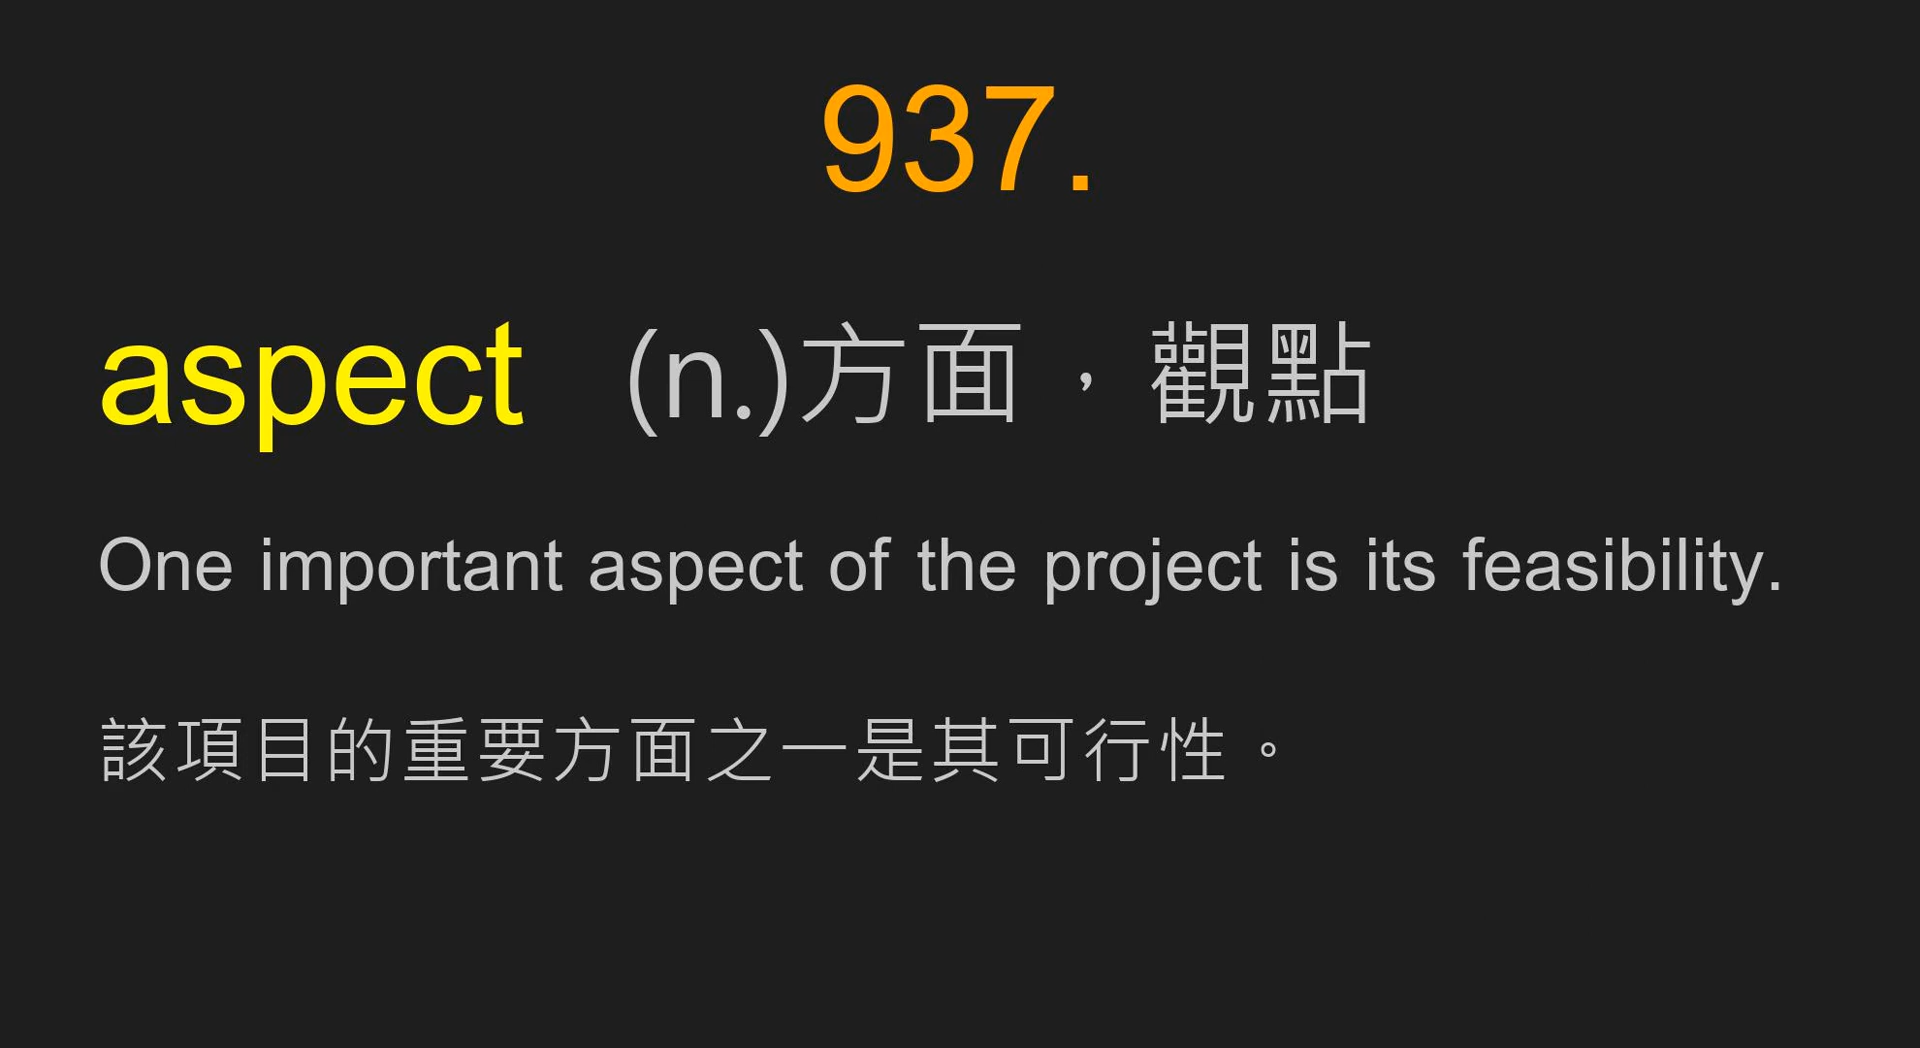 937.
aspect (n.)方面，觀點
One important aspect of the project is its feasibility.
該項目的重要方面之一是其可行性。